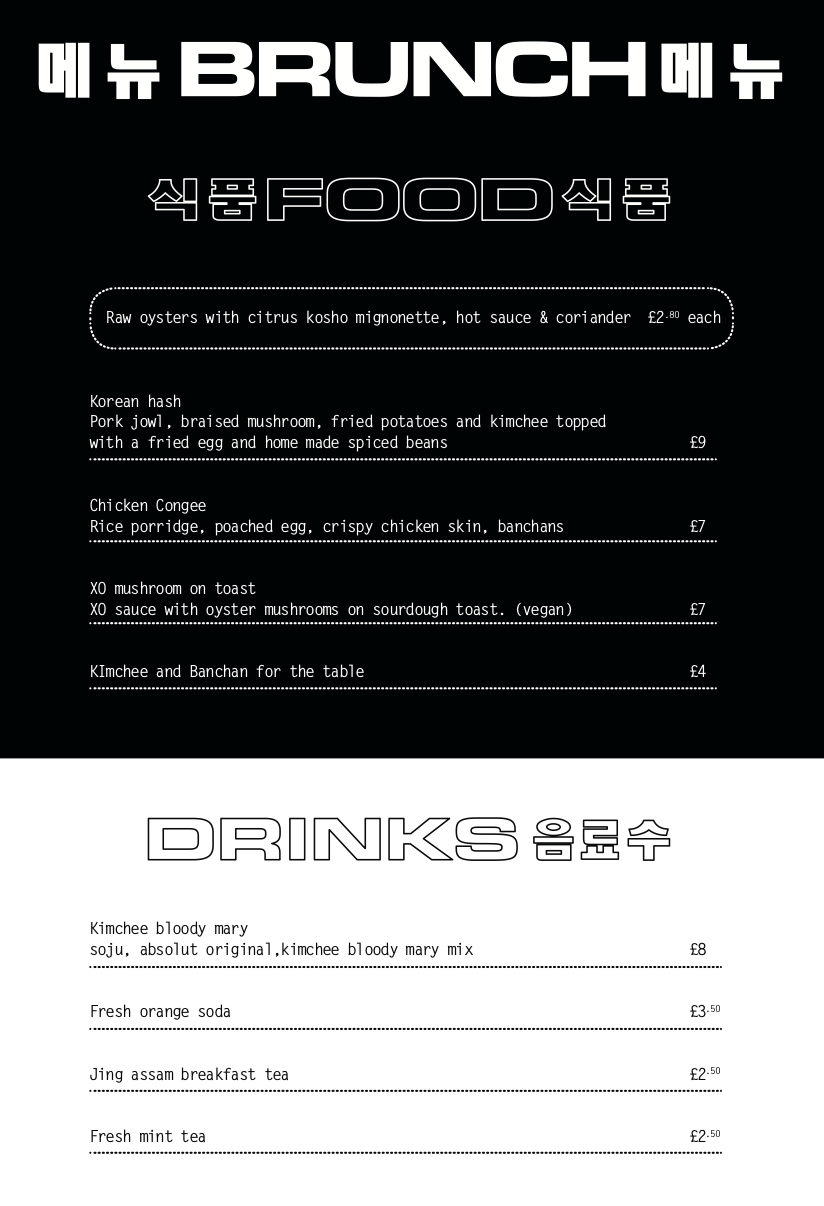 메뉴 BRUNCH 메뉴
식품 FOOD 식품
Raw oysters with citrus kosho mignonette, hot sauce & coriander £2.80 each
Korean hash
Pork jowl, braised mushroom, fried potatoes and kimchee topped
with a fried egg and home made spiced beans £9
Chicken Congee
Rice porridge, poached egg, crispy chicken skin, banchans £7
XO mushroom on toast
XO sauce with oyster mushrooms on sourdough toast. (vegan) £7
KImchee and Banchan for the table £4
DRINKS 음료수
Kimchee bloody mary
soju, absolut original,kimchee bloody mary mix £8
Fresh orange soda £3.50
Jing assam breakfast tea £2.50
Fresh mint tea £2.50